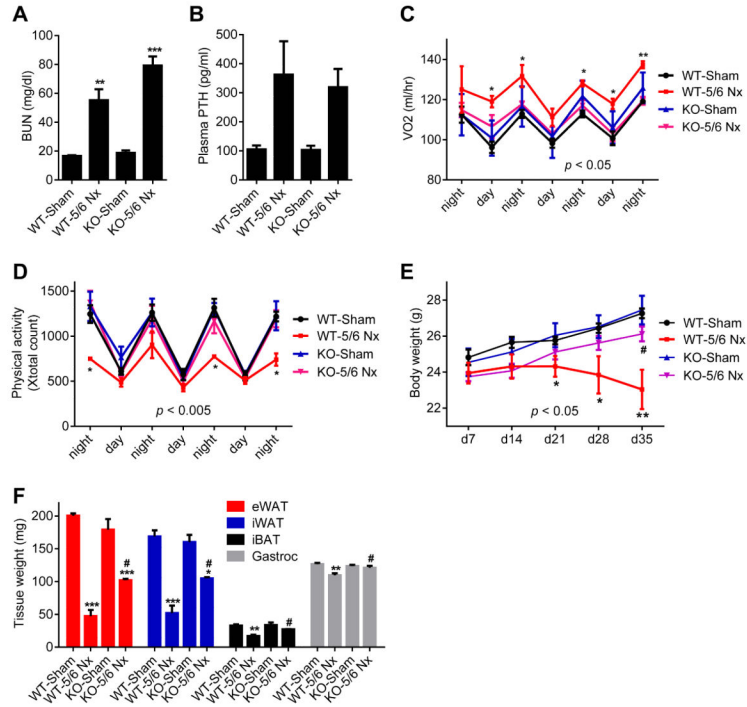 A
BUN (mg/dl)
100
80
60
40
20
0
**
***
WT-Sham
WT-5/6 Nx
KO-Sham
KO-5/6 Nx
B
Plasma PTH (pg/ml)
500
400
300
200
100
0
WT-Sham
WT-5/6 Nx
KO-Sham
KO-5/6 Nx
C
VO2 (ml/hr)
140
120
100
80
* * * * **
p < 0.05
night day night day night day night
WT-Sham
WT-5/6 Nx
KO-Sham
KO-5/6 Nx
D
Physical activity
(Xtotal count)
1500
1000
500
0
* * *
p < 0.005
night day night day night day night
WT-Sham
WT-5/6 Nx
KO-Sham
KO-5/6 Nx
E
Body weight (g)
28
26
24
22
#
* * **
p < 0.05
d7 d14 d21 d28 d35
WT-Sham
WT-5/6 Nx
KO-Sham
KO-5/6 Nx
F
Tissue weight (mg)
200
150
100
50
0
eWAT
iWAT
iBAT
Gastroc
***
#
***
***
#
*
**
#
**
#
WT-Sham
WT-5/6 Nx
KO-Sham
KO-5/6 Nx
WT-Sham
WT-5/6 Nx
KO-Sham
KO-5/6 Nx
WT-Sham
WT-5/6 Nx
KO-Sham
KO-5/6 Nx
WT-Sham
WT-5/6 Nx
KO-Sham
KO-5/6 Nx